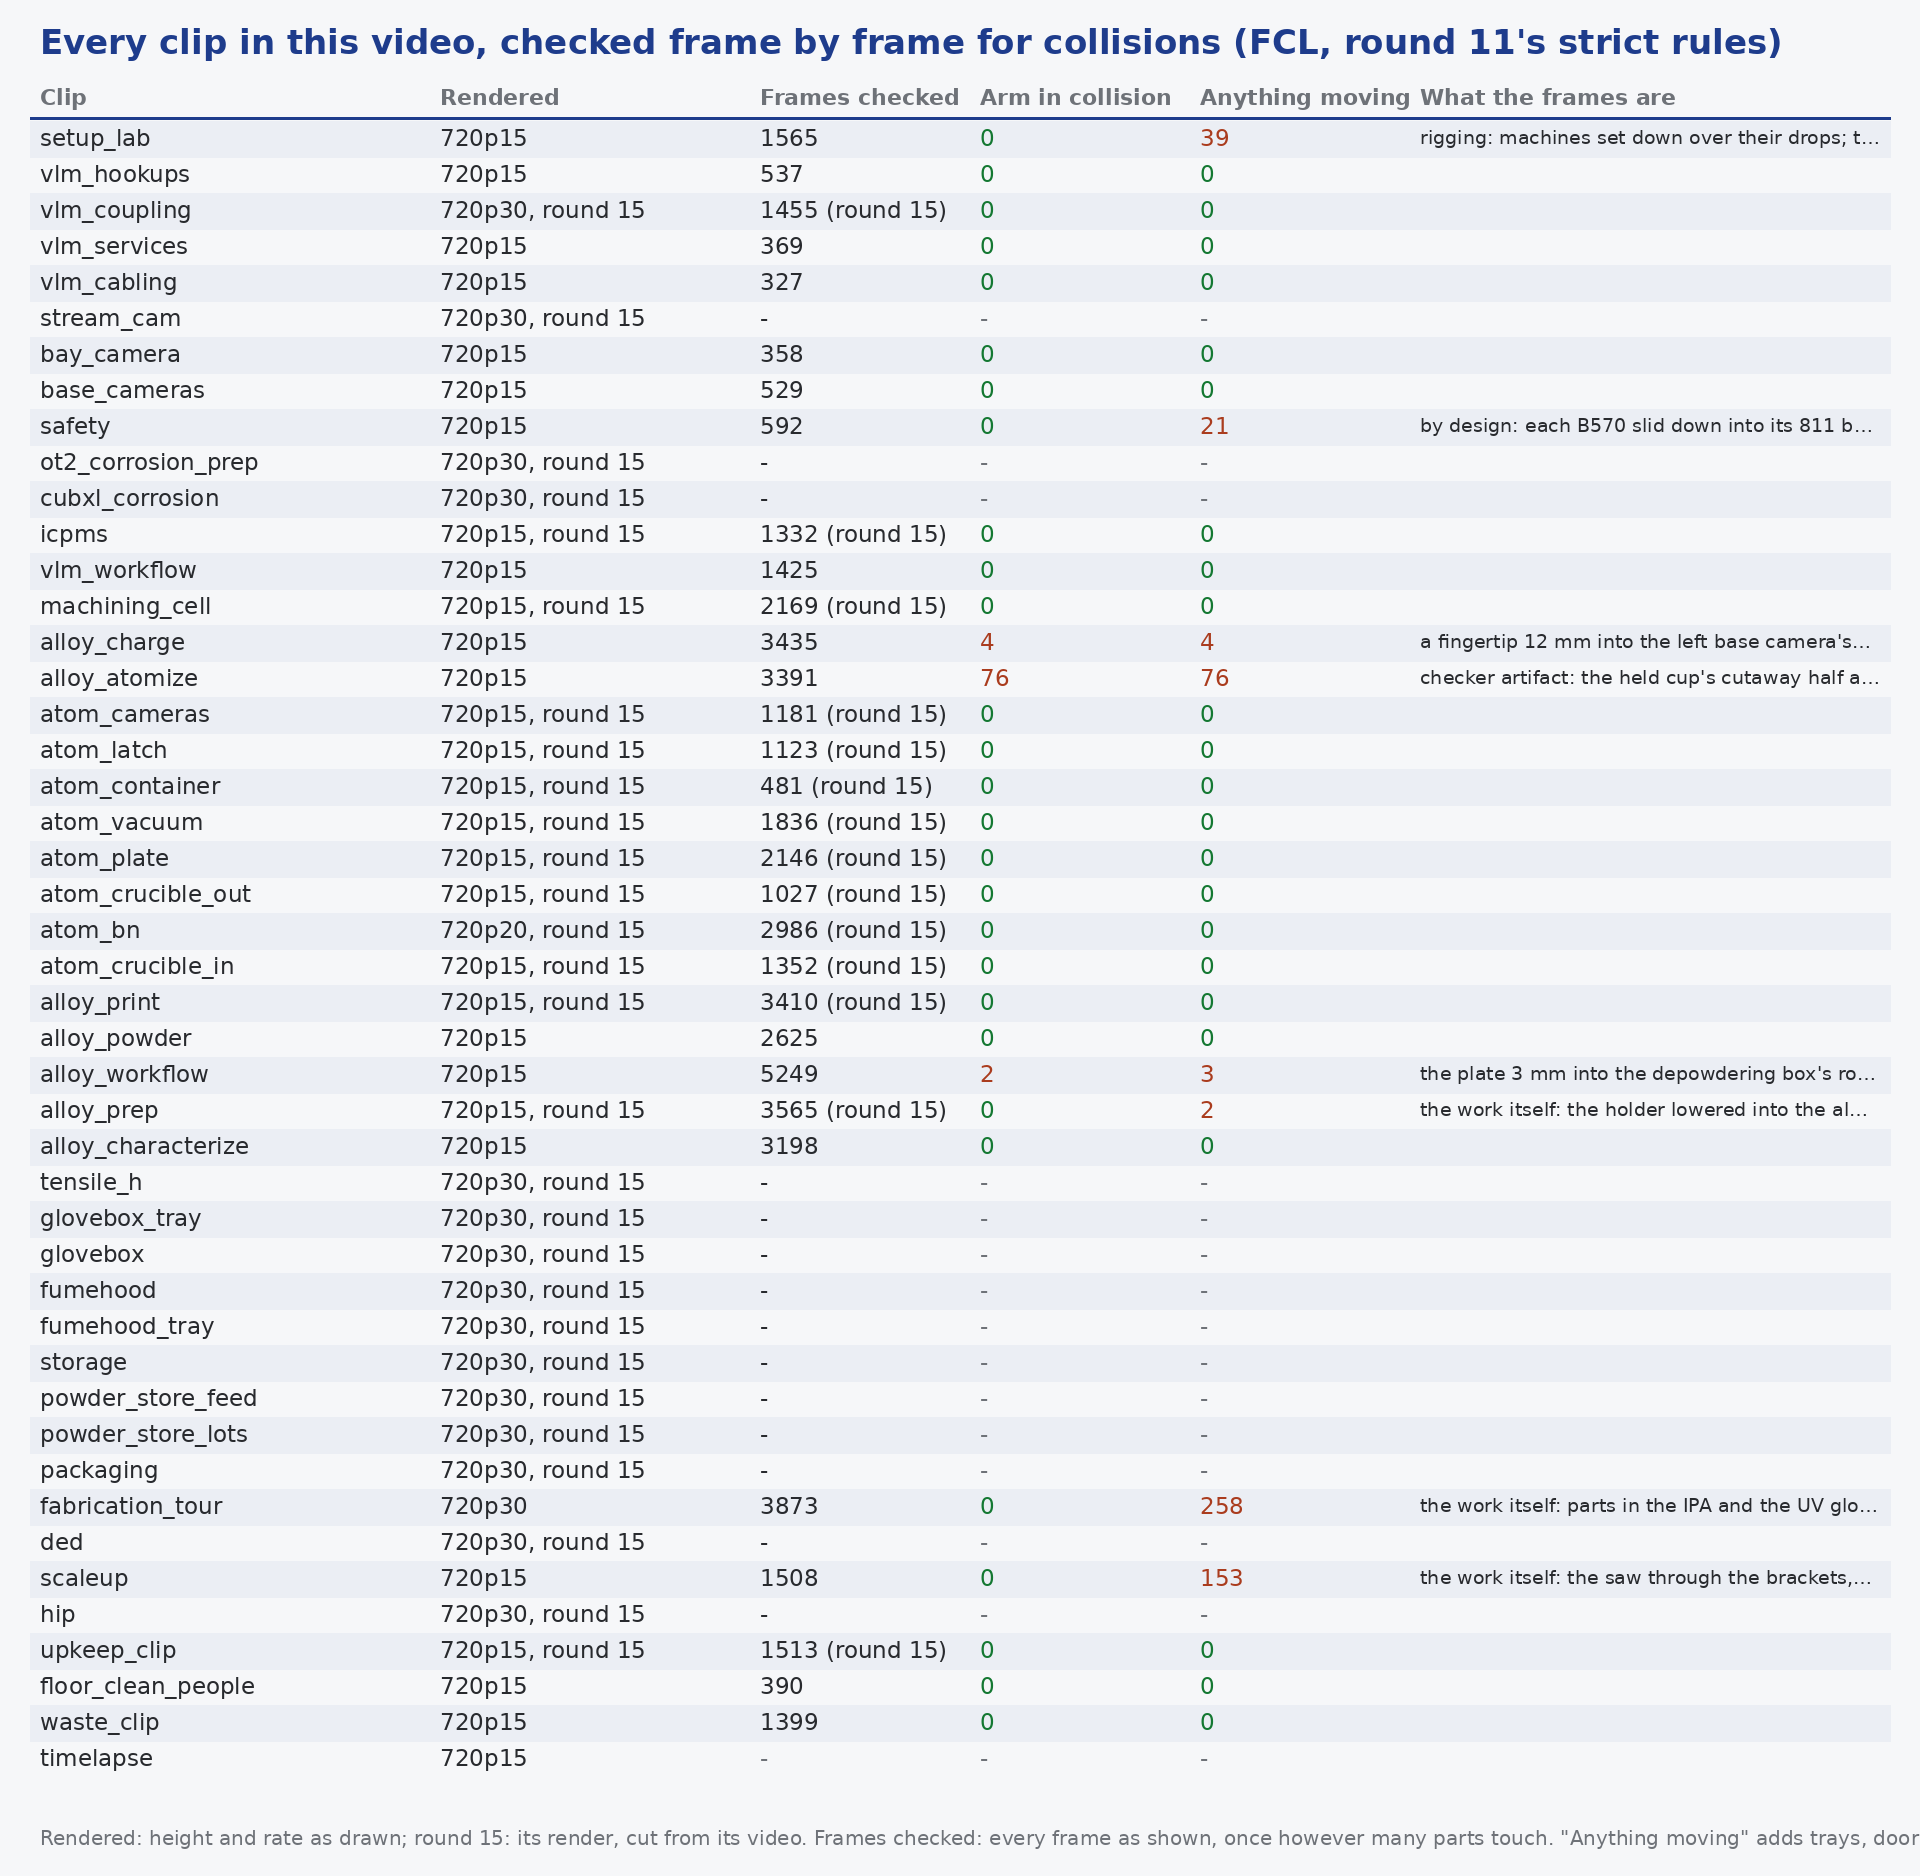 Every clip in this video, checked frame by frame for collisions (FCL, round 11's strict rules)
Clip Rendered Frames checked Arm in collision Anything moving What the frames are
setup_lab 720p15 1565 0 39 rigging: machines set down over their drops; t…
vlm_hookups 720p15 537 0 0
vlm_coupling 720p30, round 15 1455 (round 15) 0 0
vlm_services 720p15 369 0 0
vlm_cabling 720p15 327 0 0
stream_cam 720p30, round 15 - - -
bay_camera 720p15 358 0 0
base_cameras 720p15 529 0 0
safety 720p15 592 0 21 by design: each B570 slid down into its 811 b…
ot2_corrosion_prep 720p30, round 15 - - -
cubxl_corrosion 720p30, round 15 - - -
icpms 720p15, round 15 1332 (round 15) 0 0
vlm_workflow 720p15 1425 0 0
machining_cell 720p15, round 15 2169 (round 15) 0 0
alloy_charge 720p15 3435 4 4 a fingertip 12 mm into the left base camera's…
alloy_atomize 720p15 3391 76 76 checker artifact: the held cup's cutaway half a…
atom_cameras 720p15, round 15 1181 (round 15) 0 0
atom_latch 720p15, round 15 1123 (round 15) 0 0
atom_container 720p15, round 15 481 (round 15) 0 0
atom_vacuum 720p15, round 15 1836 (round 15) 0 0
atom_plate 720p15, round 15 2146 (round 15) 0 0
atom_crucible_out 720p15, round 15 1027 (round 15) 0 0
atom_bn 720p20, round 15 2986 (round 15) 0 0
atom_crucible_in 720p15, round 15 1352 (round 15) 0 0
alloy_print 720p15, round 15 3410 (round 15) 0 0
alloy_powder 720p15 2625 0 0
alloy_workflow 720p15 5249 2 3 the plate 3 mm into the depowdering box's ro…
alloy_prep 720p15, round 15 3565 (round 15) 0 2 the work itself: the holder lowered into the al…
alloy_characterize 720p15 3198 0 0
tensile_h 720p30, round 15 - - -
glovebox_tray 720p30, round 15 - - -
glovebox 720p30, round 15 - - -
fumehood 720p30, round 15 - - -
fumehood_tray 720p30, round 15 - - -
storage 720p30, round 15 - - -
powder_store_feed 720p30, round 15 - - -
powder_store_lots 720p30, round 15 - - -
packaging 720p30, round 15 - - -
fabrication_tour 720p30 3873 0 258 the work itself: parts in the IPA and the UV glo…
ded 720p30, round 15 - - -
scaleup 720p15 1508 0 153 the work itself: the saw through the brackets,…
hip 720p30, round 15 - - -
upkeep_clip 720p15, round 15 1513 (round 15) 0 0
floor_clean_people 720p15 390 0 0
waste_clip 720p15 1399 0 0
timelapse 720p15 - - -
Rendered: height and rate as drawn; round 15: its render, cut from its video. Frames checked: every frame as shown, once however many parts touch. "Anything moving" adds trays, door